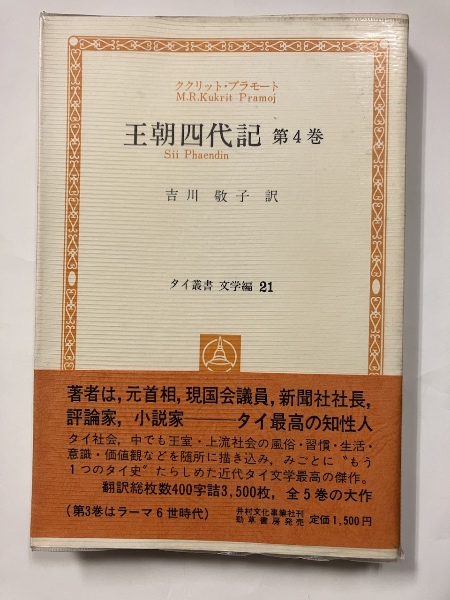 ククリット・プラモート
M.R.Kukrit Pramoj
王朝四代記 第4巻
Sii Phaendin
吉川 敬子 訳
タイ叢書 文学編 21
著者は，元首相，現国会議員，新聞社社長，
評論家，小説家――タイ最高の知性人
タイ社会，中でも王室・上流社会の風俗・習慣・生活・
意識・価値観などを随所に描き込み，みごとに〝もう
１つのタイ史〟たらしめた近代タイ文学最高の傑作。
翻訳総枚数400字詰3,500枚，全５巻の大作
（第3巻はラーマ６世時代）
井村文化事業社刊
勁草書房発売
定価1,500円